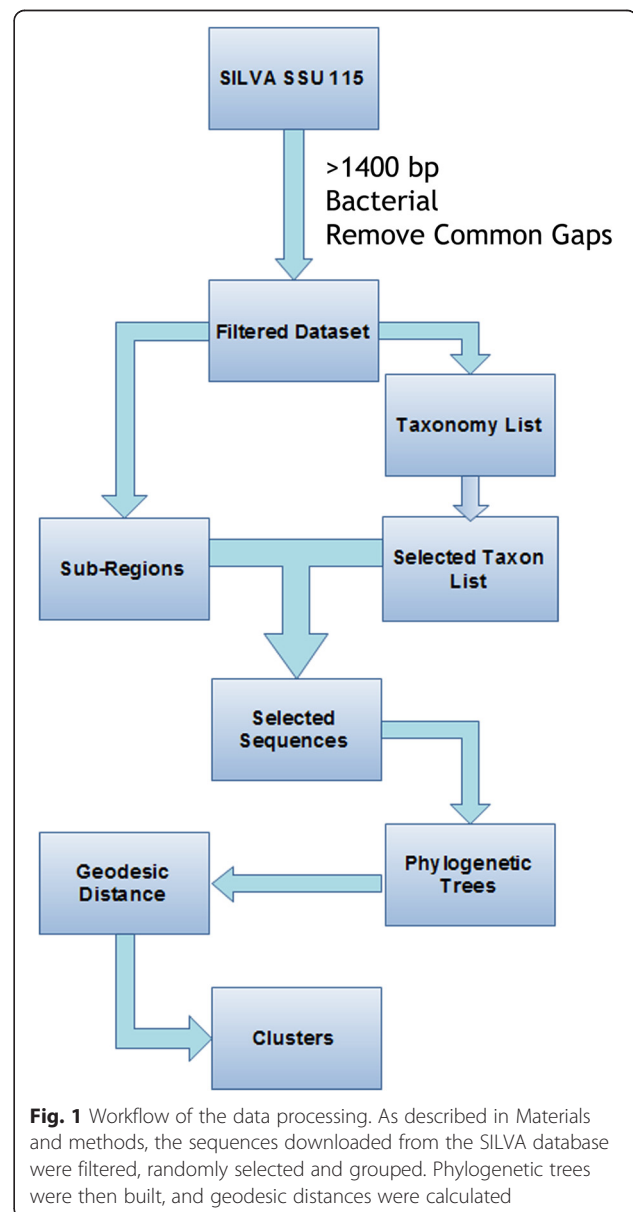 SILVA SSU 115
>1400 bp
Bacterial
Remove Common Gaps
Filtered Dataset
Taxonomy List
Sub-Regions
Selected Taxon
List
Selected
Sequences
Phylogenetic
Trees
Geodesic
Distance
Clusters
Fig. 1 Workflow of the data processing. As described in Materials
and methods, the sequences downloaded from the SILVA database
were filtered, randomly selected and grouped. Phylogenetic trees
were then built, and geodesic distances were calculated